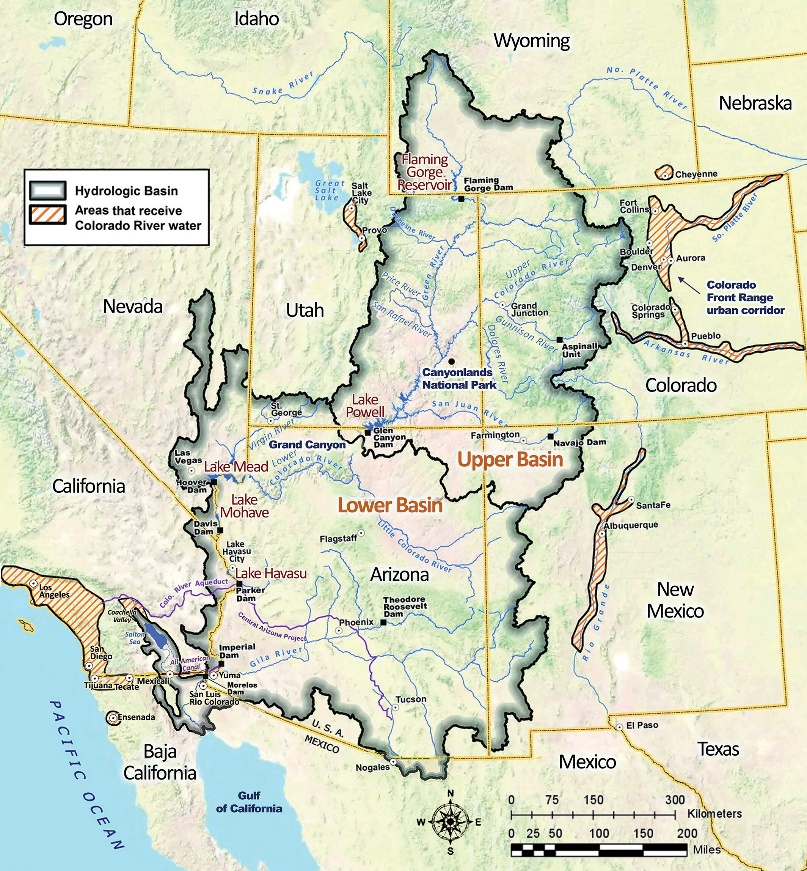 Oregon
Idaho
Wyoming
Snake River
No. Platte River
Nebraska
Flaming
Gorge
Reservoir
Flaming
Gorge Dam
Cheyenne
Hydrologic Basin
Areas that receive
Colorado River water
Great
Salt
Lake
Salt
Lake
City
Provo
Duchesne River
Fort
Collins
So. Platte River
Boulder
Denver
Aurora
Green River
Upper
Colorado River
Price River
San Rafael River
Colorado
Front Range
urban corridor
Nevada
Utah
Grand
Junction
Gunnison River
Colorado
Springs
Aspinall
Unit
Pueblo
Arkansas River
Dolores River
Canyonlands
National Park
Colorado
Lake
Powell
San Juan River
St.
George
Virgin River
Glen
Canyon
Dam
Farmington
Navajo Dam
Grand Canyon
Upper Basin
Las
Vegas
Lake Mead
Lower
Colorado River
Hoover
Dam
California
Lake
Mohave
Lower Basin
Davis
Dam
SantaFe
Albuquerque
Flagstaff
Little Colorado River
Lake
Havasu
City
Lake Havasu
Arizona
Colo. River Aqueduct
Parker
Dam
Los
Angeles
New
Mexico
Theodore
Roosevelt
Dam
Phoenix
Central Arizona Project
Coachella
Valley
Salton
Sea
Rio Grande
Imperial
Dam
Gila River
San
Diego
All-American
Canal
Yuma
Morelos
Dam
Tijuana
Tecate
Mexicali
San Luis
Rio Colorado
Tucson
Ensenada
PACIFIC OCEAN
U. S. A.
MEXICO
El Paso
Baja
California
Nogales
Mexico
Texas
Gulf
of California
N
W
E
S
0 75 150 300
Kilometers
0 25 50 100 150 200
Miles